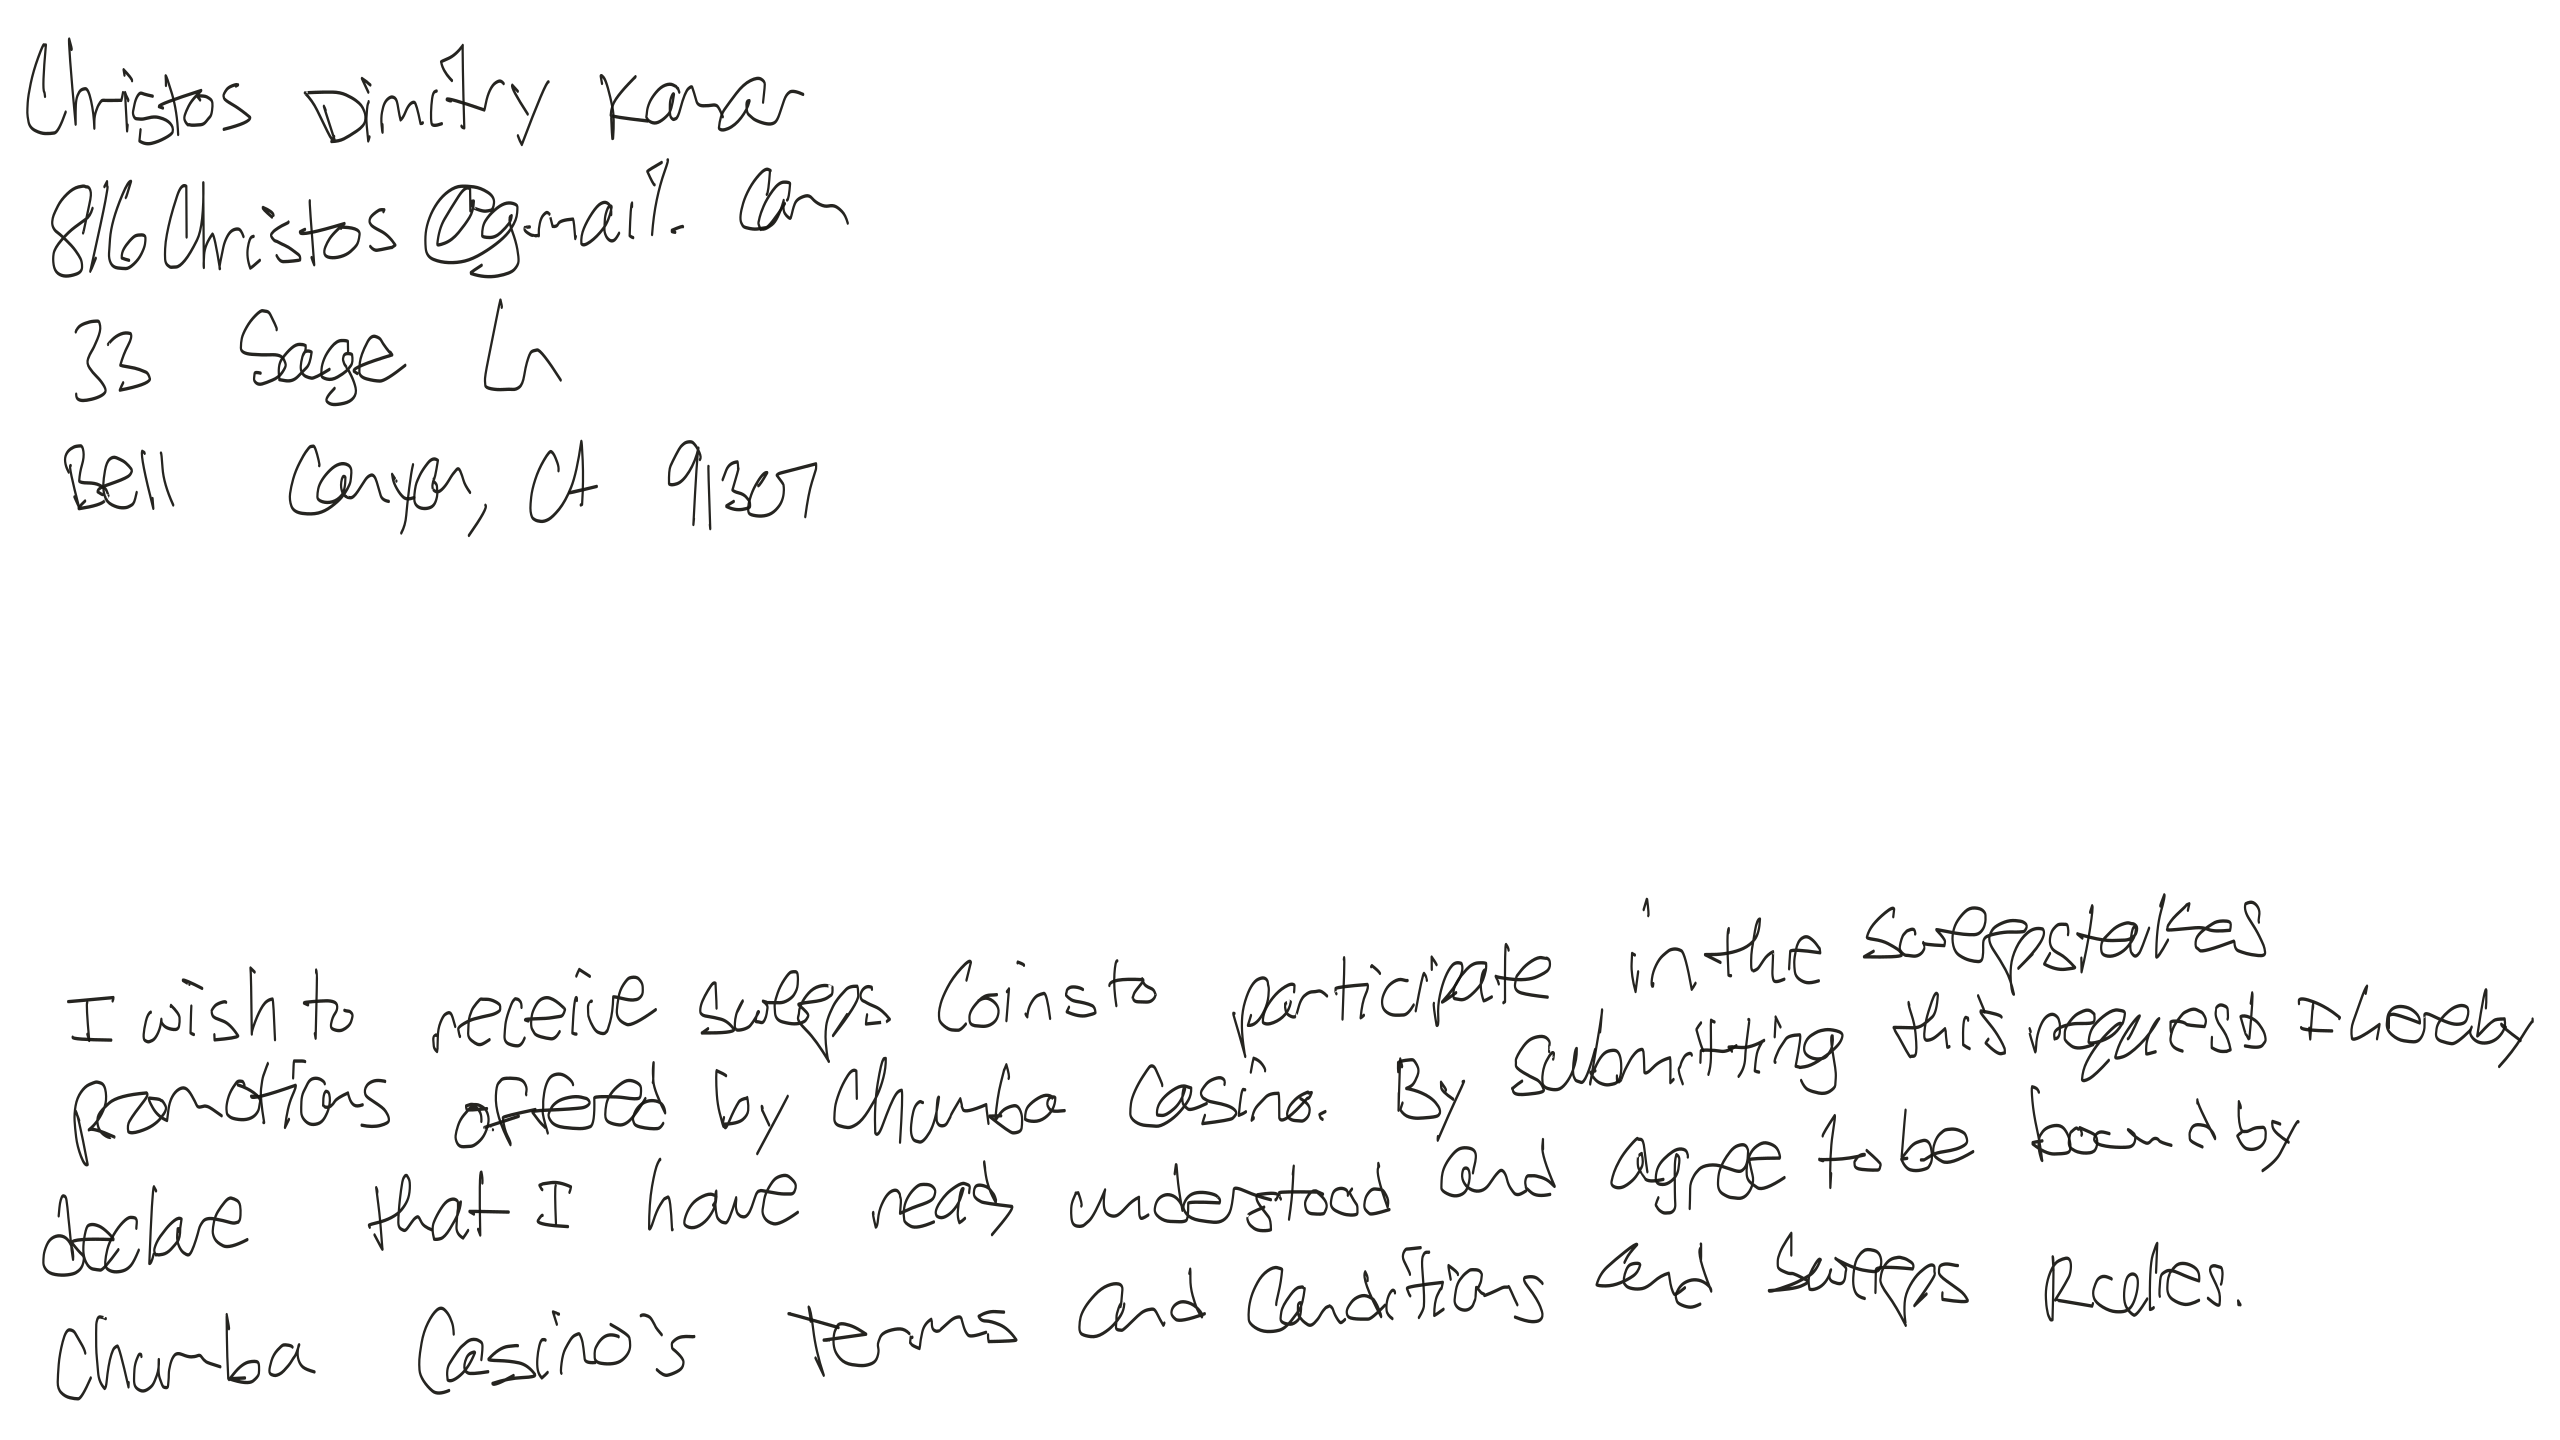 Christos Dimitry Kanar
816Christos@gmail.com
33 Sage Ln
Bell Canyon, CA 91307
I wish to receive sweeps Coins to participate in the sweepstakes
promotions offered by Chumba Casino. By submitting this request I hereby
declare that I have read, understood and agree to be bound by
Chumba Casino's terms and Conditions and Sweeps Rules.